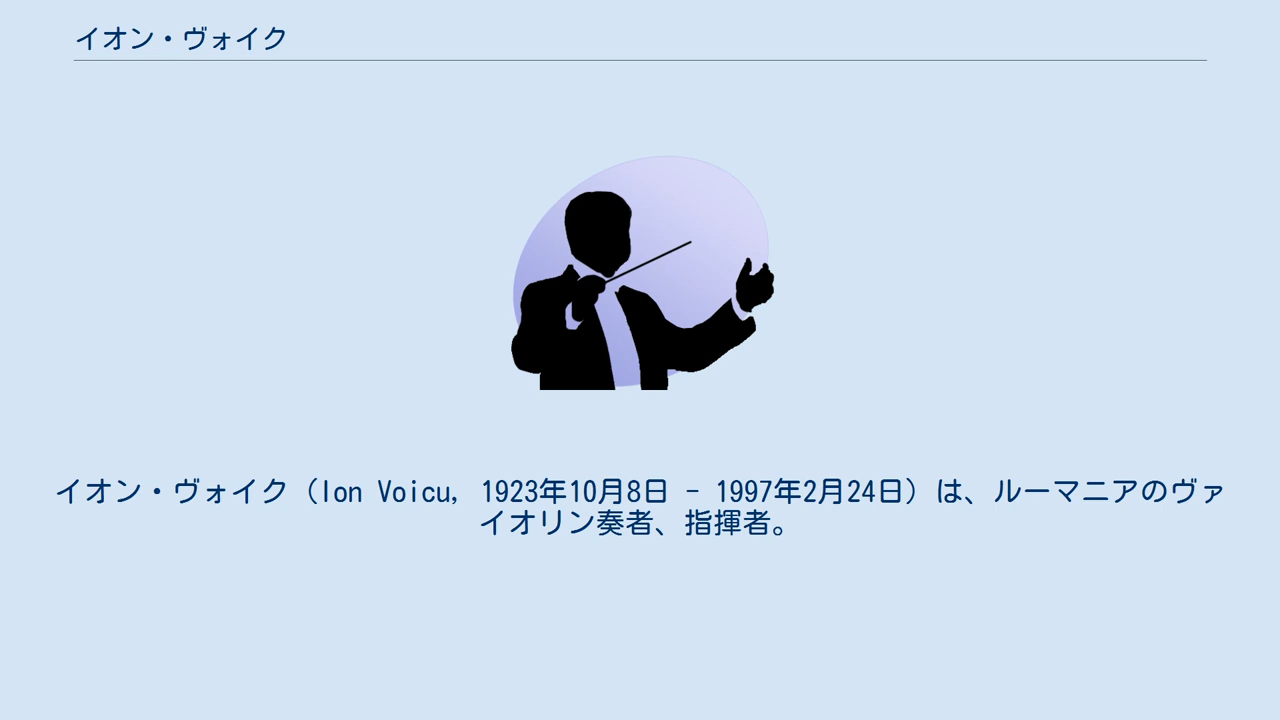 イオン・ヴォイク
イオン・ヴォイク（Ion Voicu, 1923年10月8日 - 1997年2月24日）は、ルーマニアのヴァ
イオリン奏者、指揮者。